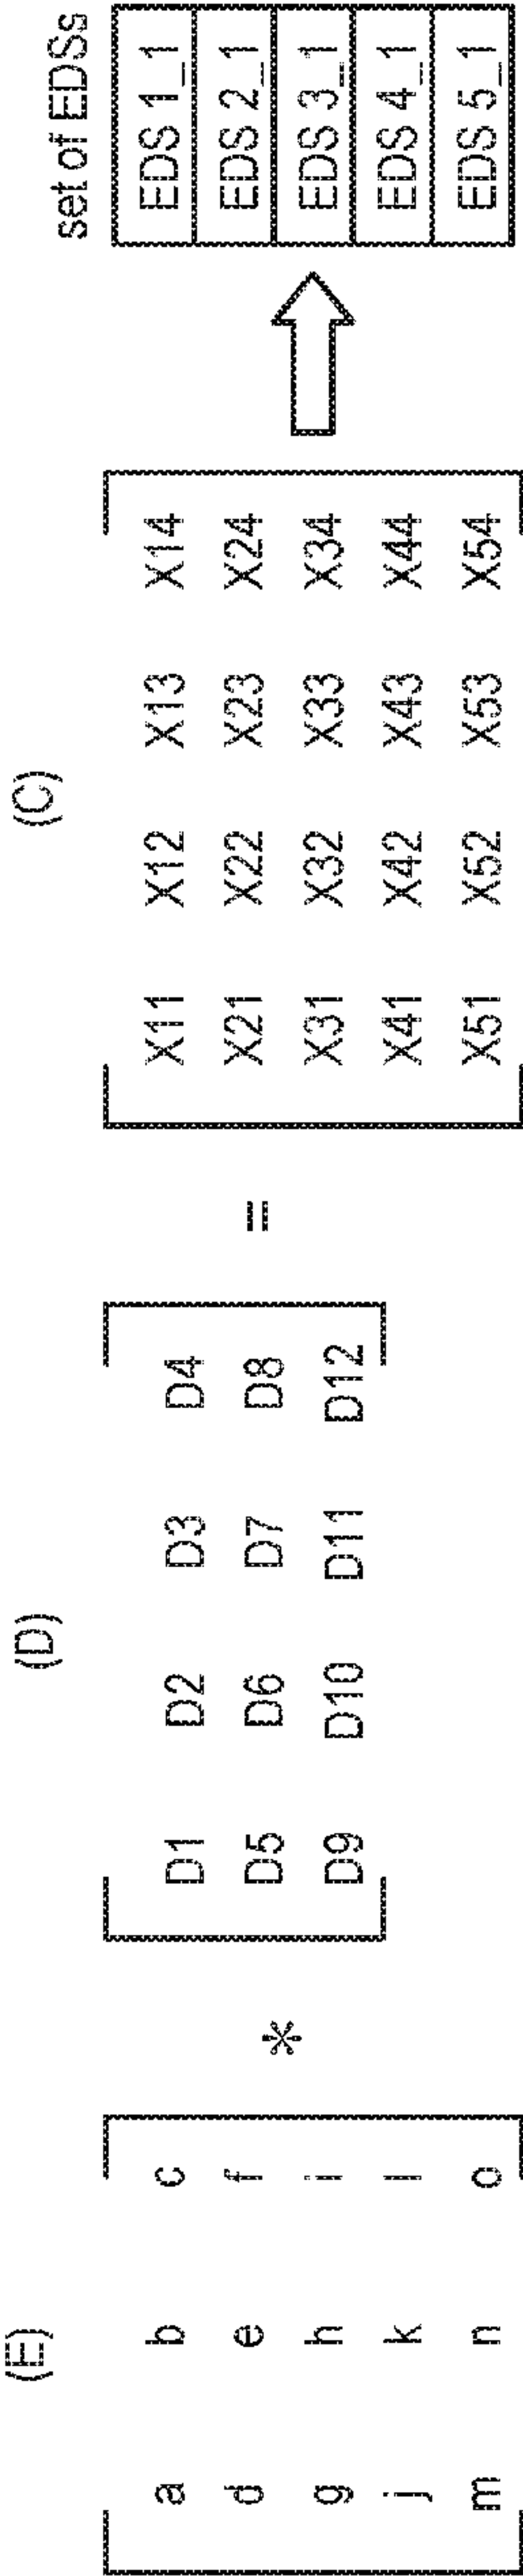 (E) (D) (C) set of EDSs
a b c D1 D2 D3 D4 X11 X12 X13 X14 EDS 1_1
d e f * D5 D6 D7 D8 = X21 X22 X23 X24 EDS 2_1
g h i D9 D10 D11 D12 X31 X32 X33 X34 EDS 3_1
j k l X41 X42 X43 X44 EDS 4_1
m n o X51 X52 X53 X54 EDS 5_1